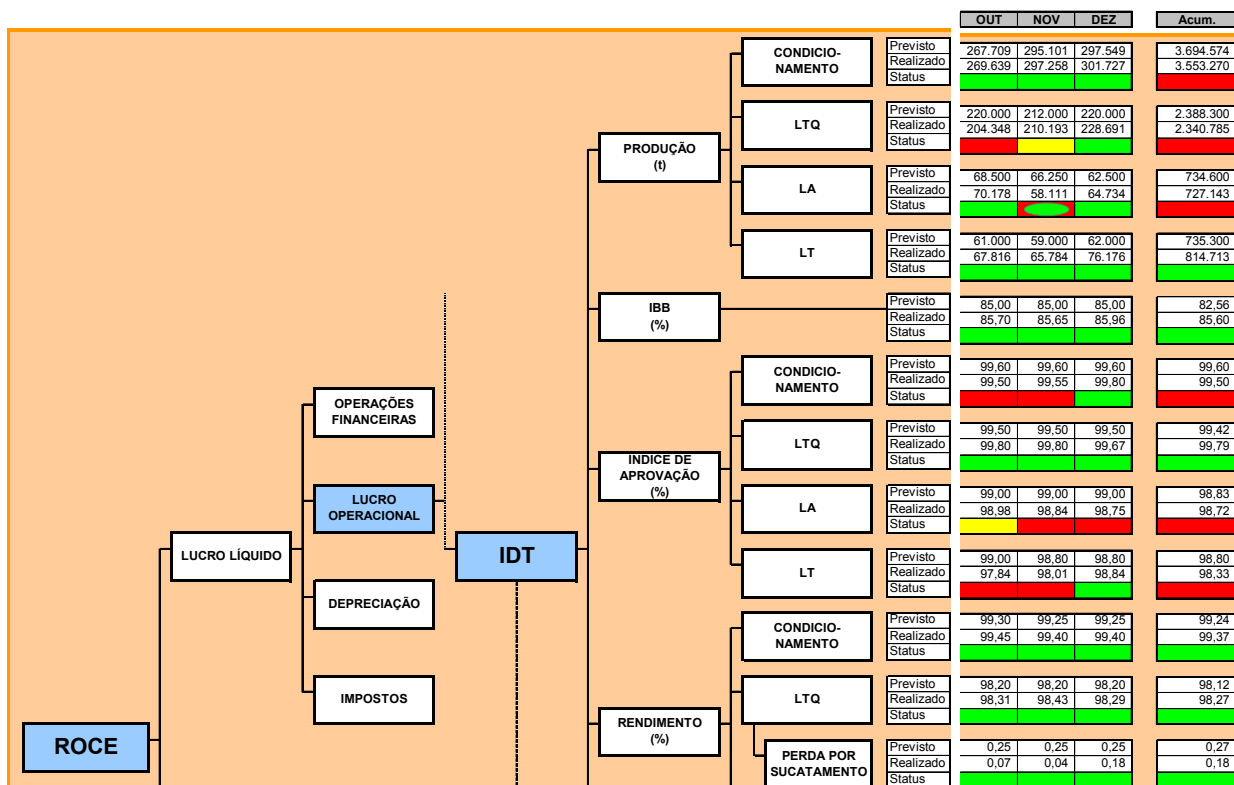 OUT NOV DEZ Acum.
CONDICIO-
NAMENTO
Previsto 267.709 295.101 297.549 3.694.574
Realizado 269.639 297.258 301.727 3.553.270
Status
PRODUÇÃO
(t)
LTQ
Previsto 220.000 212.000 220.000 2.388.300
Realizado 204.348 210.193 228.691 2.340.785
Status
LA
Previsto 68.500 66.250 62.500 734.600
Realizado 70.178 58.111 64.734 727.143
Status
LT
Previsto 61.000 59.000 62.000 735.300
Realizado 67.816 65.784 76.176 814.713
Status
IBB
(%)
Previsto 85,00 85,00 85,00 82,56
Realizado 85,70 85,65 85,96 85,60
Status
CONDICIO-
NAMENTO
Previsto 99,60 99,60 99,60 99,60
Realizado 99,50 99,55 99,80 99,50
Status
OPERAÇÕES
FINANCEIRAS
LTQ
Previsto 99,50 99,50 99,50 99,42
Realizado 99,80 99,80 99,67 99,79
Status
INDICE DE
APROVAÇÃO
(%)
LUCRO
OPERACIONAL
LA
Previsto 99,00 99,00 99,00 98,83
Realizado 98,98 98,84 98,75 98,72
Status
LUCRO LÍQUIDO
IDT
LT
Previsto 99,00 98,80 98,80 98,80
Realizado 97,84 98,01 98,84 98,33
Status
DEPRECIAÇÃO
CONDICIO-
NAMENTO
Previsto 99,30 99,25 99,25 99,24
Realizado 99,45 99,40 99,40 99,37
Status
IMPOSTOS
LTQ
Previsto 98,20 98,20 98,20 98,12
Realizado 98,31 98,43 98,29 98,27
Status
RENDIMENTO
(%)
ROCE
PERDA POR
SUCATAMENTO
Previsto 0,25 0,25 0,25 0,27
Realizado 0,07 0,04 0,18 0,18
Status